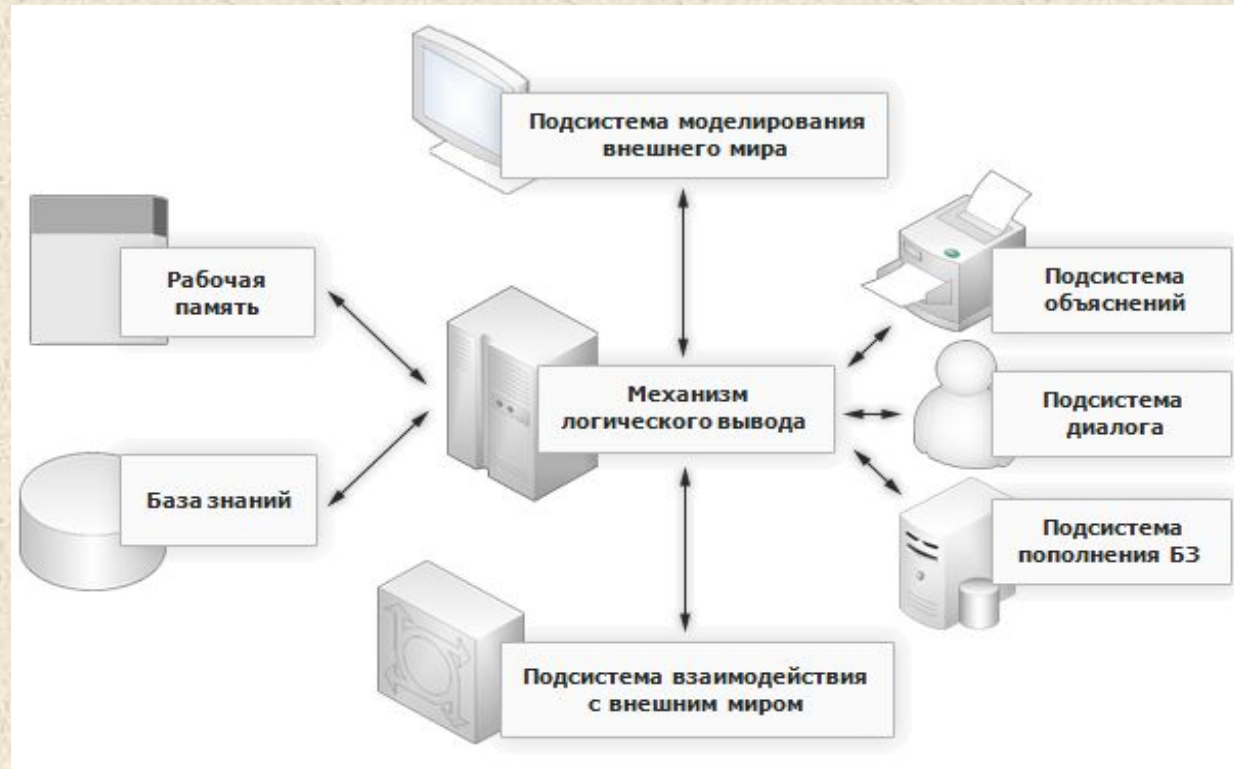 Подсистема моделирования
внешнего мира
Рабочая
память
Подсистема
объяснений
Механизм
логического вывода
Подсистема
диалога
База знаний
Подсистема
пополнения БЗ
Подсистема взаимодействия
с внешним миром